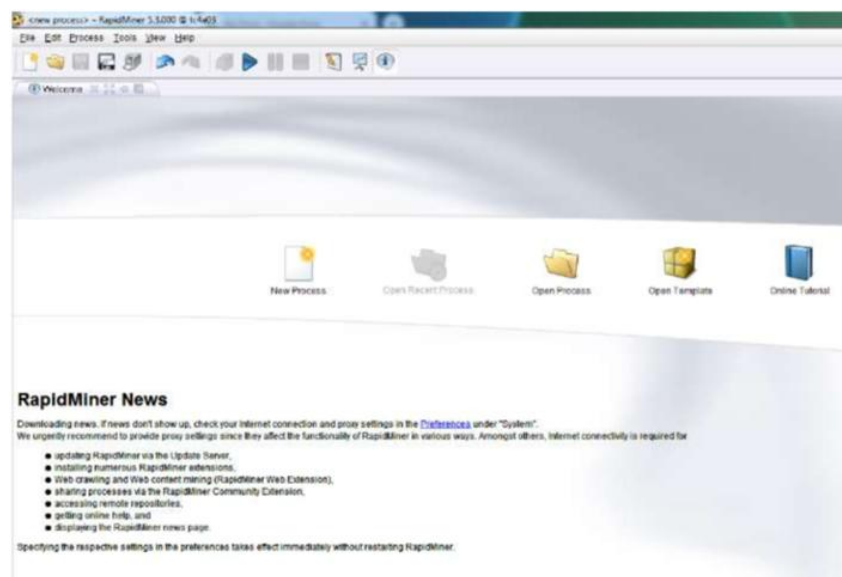 <new process> – RapidMiner 5.3.000 @
File Edit Process Tools View Help
Welcome
New Process
Open Recent Process
Open Process
Open Template
Online Tutorial
RapidMiner News
Downloading news. If news don't show up, check your Internet connection and proxy settings in the Preferences under "System".
We urgently recommend to provide proxy settings since they affect the functionality of RapidMiner in various ways. Amongst others, Internet connectivity is required for
● updating RapidMiner via the Update Server,
● installing numerous RapidMiner extensions,
● Web crawling and Web content mining (RapidMiner Web Extension),
● sharing processes via the RapidMiner Community Extension,
● accessing remote repositories,
● getting online help, and
● displaying the RapidMiner news page.
Specifying the respective settings in the preferences takes effect immediately without restarting RapidMiner.